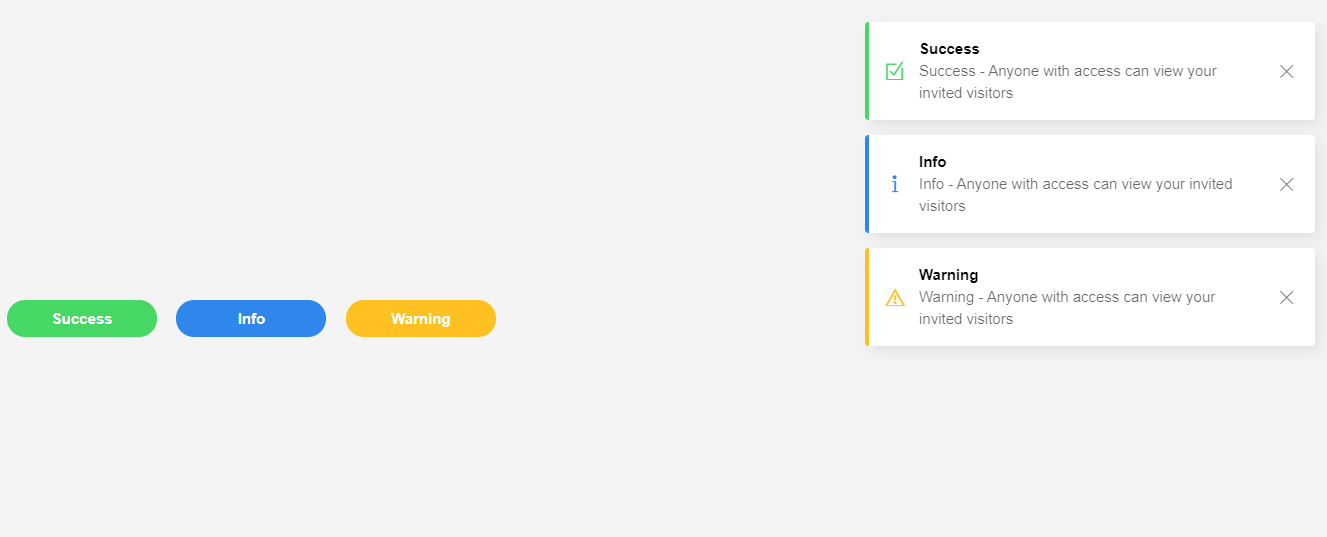 Success
Success - Anyone with access can view your
invited visitors
Info
Info - Anyone with access can view your invited
visitors
Warning
Warning - Anyone with access can view your
invited visitors
Success
Info
Warning